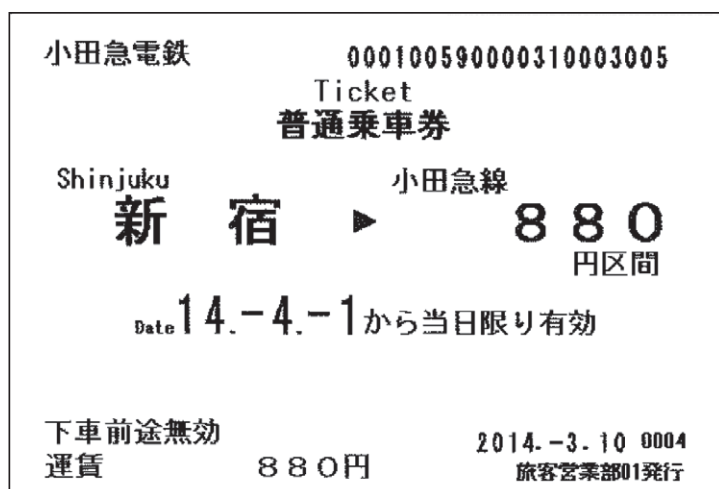 小田急電鉄 000100590000310003005
Ticket
普通乗車券
Shinjuku 小田急線
新 宿 ▶ 880
円区間
Date 14.-4.-1から当日限り有効
下車前途無効
運賃 880円
2014.-3.10 0004
旅客営業部01発行